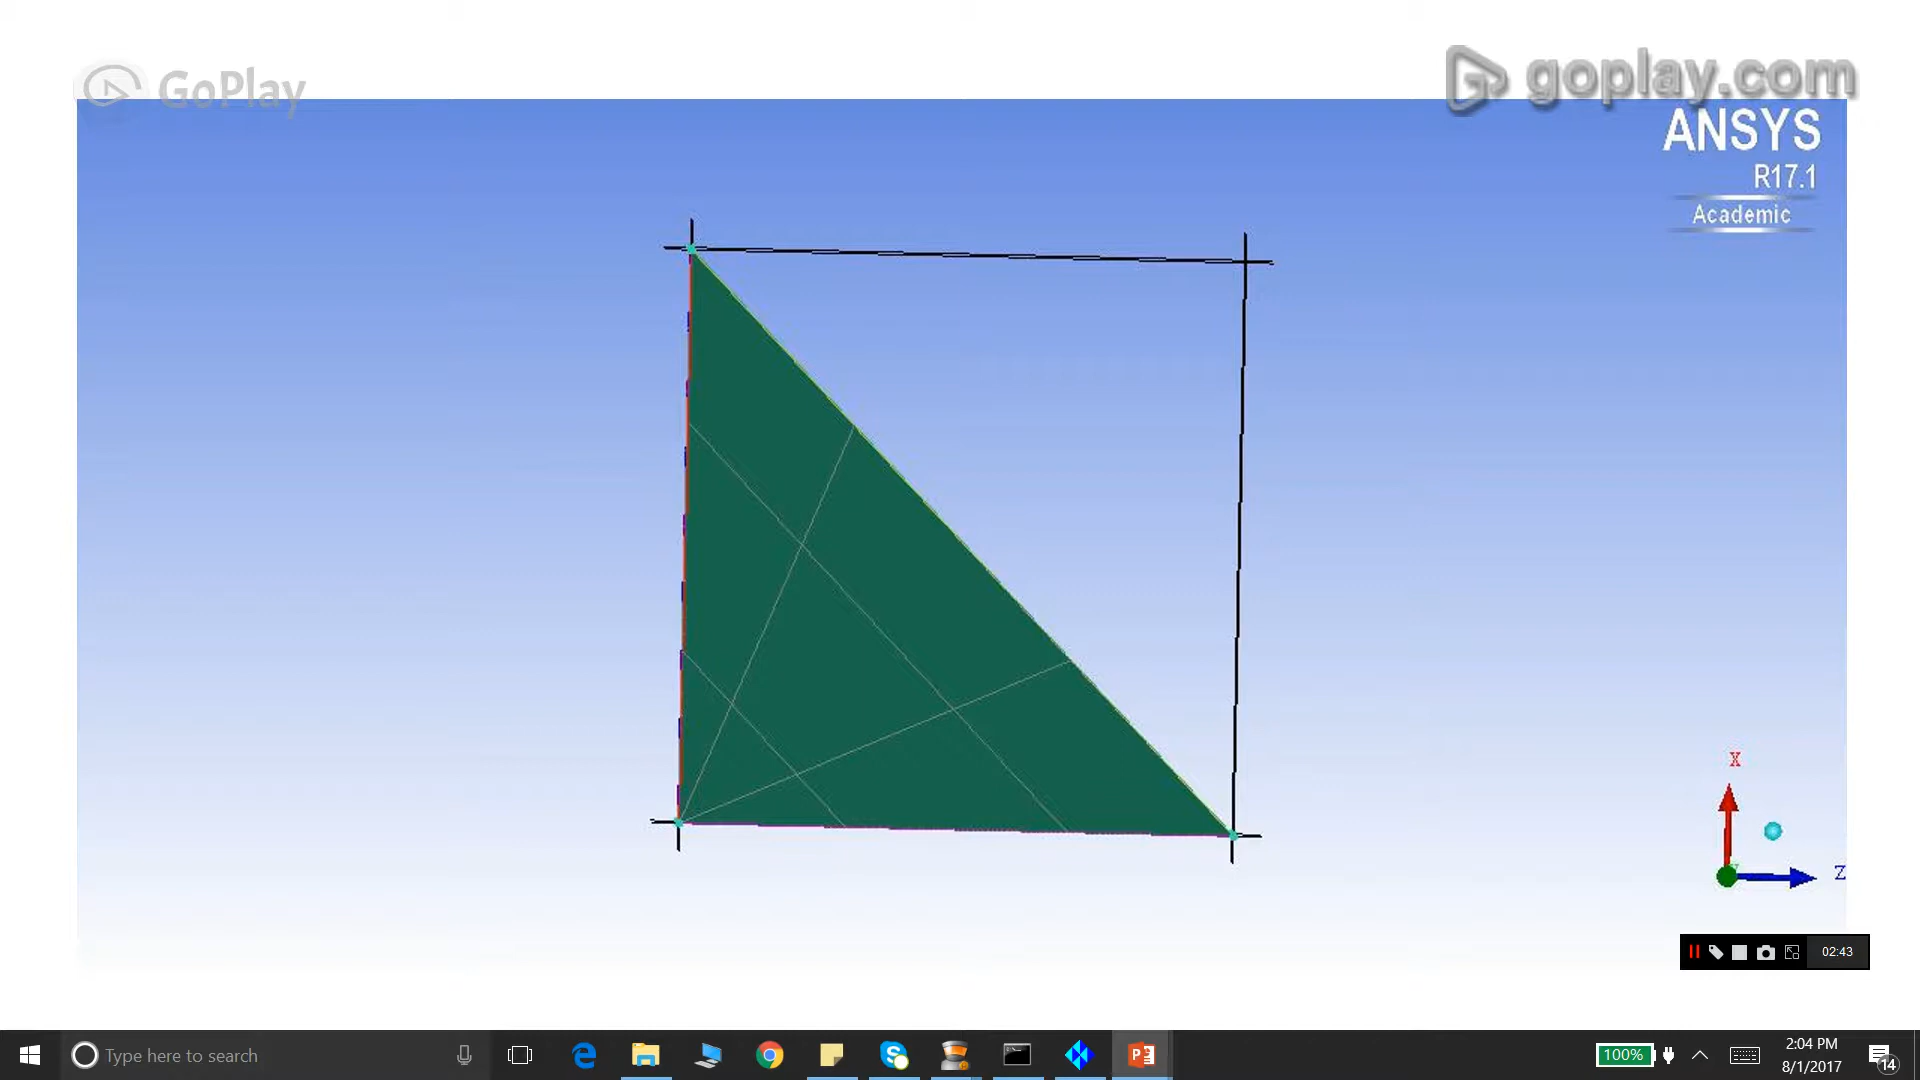 GoPlay
goplay.com
ANSYS
R17.1
Academic
X
Y
Z
02:43
Type here to search
100%
2:04 PM
8/1/2017
14